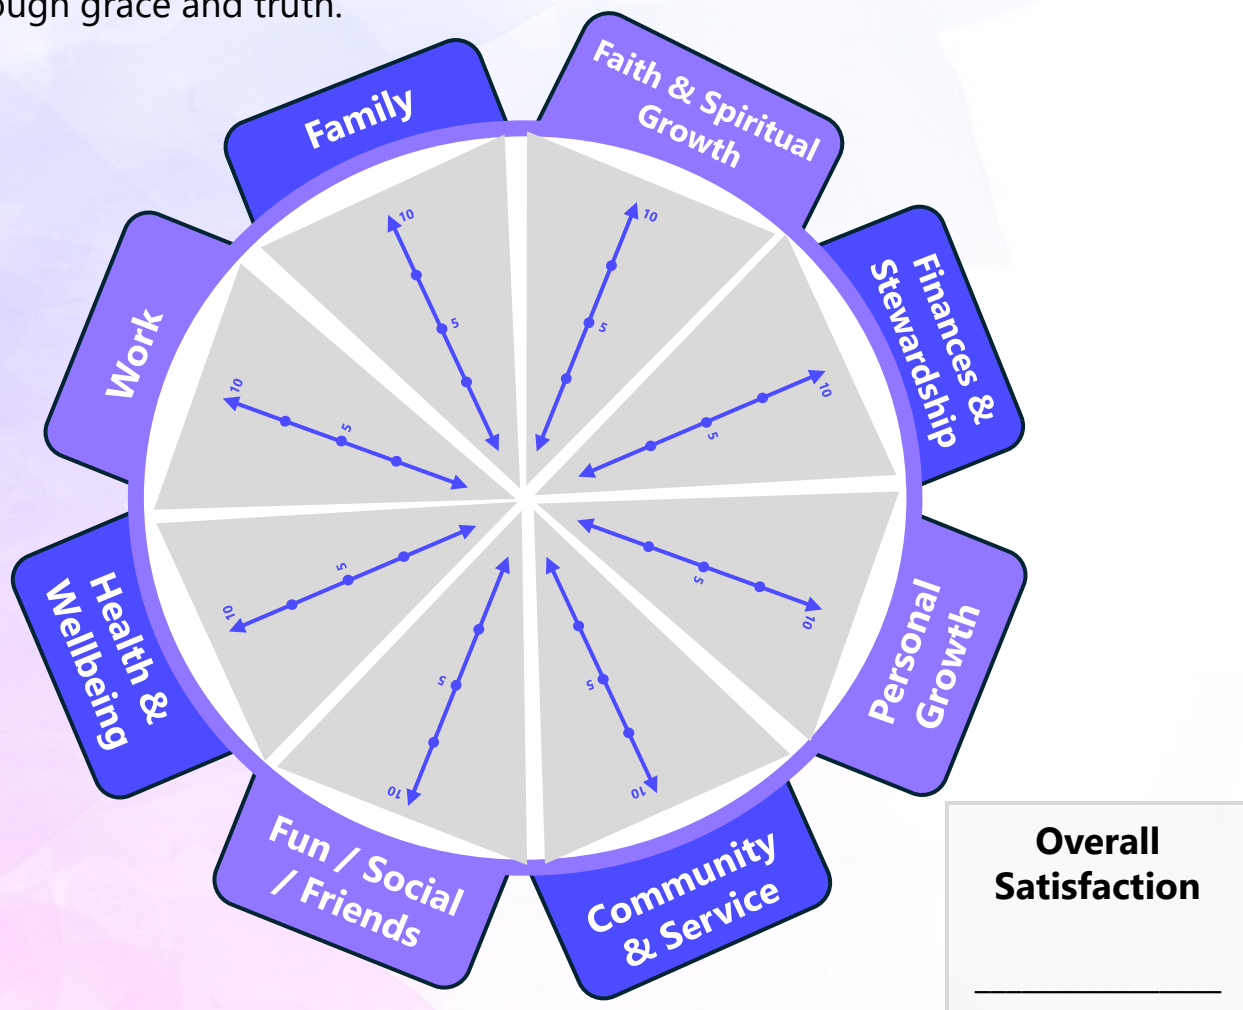 ough grace and truth.
Family
Faith & Spiritual
Growth
Finances &
Stewardship
Personal
Growth
Community
& Service
Fun / Social
/ Friends
Health &
Wellbeing
Work
10
5
10
5
10
5
10
5
10
5
10
5
10
5
10
5
Overall
Satisfaction
________________